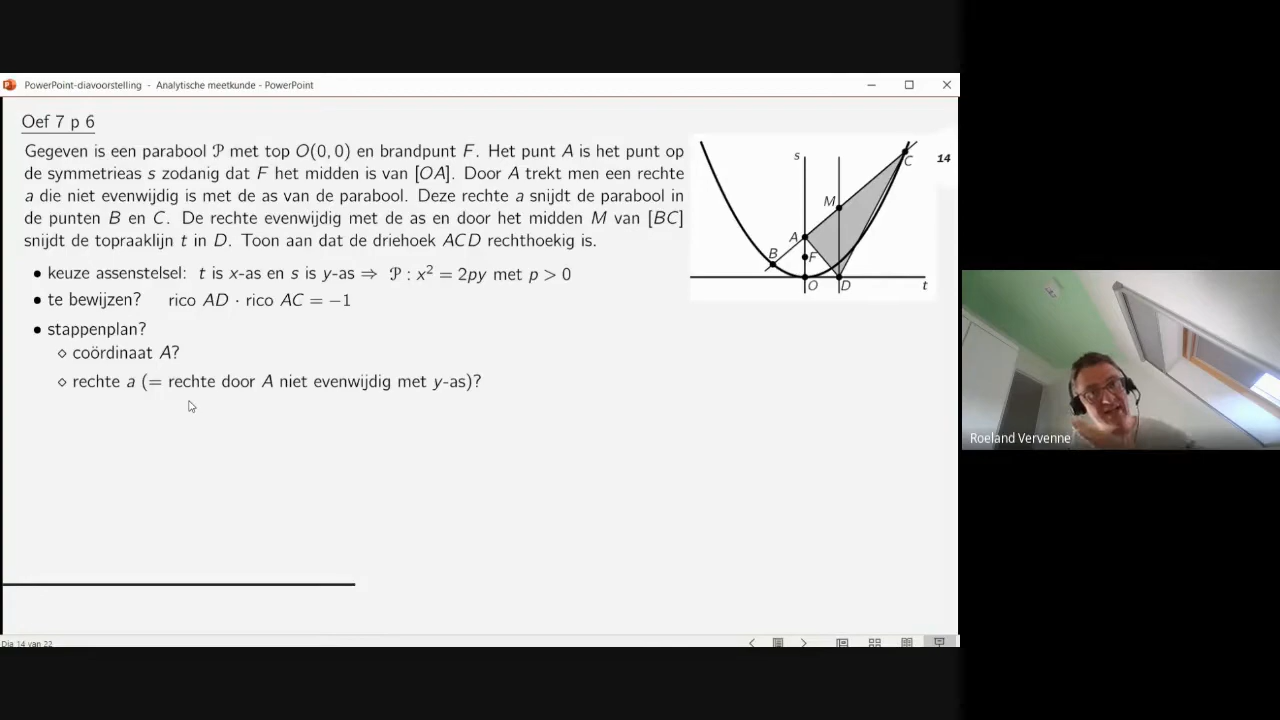 PowerPoint-diavoorstelling - Analytische meetkunde - PowerPoint
Oef 7 p 6
Gegeven is een parabool 𝒫 met top O(0, 0) en brandpunt F. Het punt A is het punt op
de symmetrieas s zodanig dat F het midden is van [OA]. Door A trekt men een rechte
a die niet evenwijdig is met de as van de parabool. Deze rechte a snijdt de parabool in
de punten B en C. De rechte evenwijdig met de as en door het midden M van [BC]
snijdt de topraaklijn t in D. Toon aan dat de driehoek ACD rechthoekig is.
• keuze assenstelsel: t is x-as en s is y-as ⇒ 𝒫 : x² = 2py met p > 0
• te bewijzen? rico AD · rico AC = −1
• stappenplan?
⋄ coördinaat A?
⋄ rechte a (= rechte door A niet evenwijdig met y-as)?
s
C
14
M
A
F
B
O
D
t
Roeland Vervenne
Dia 14 van 22